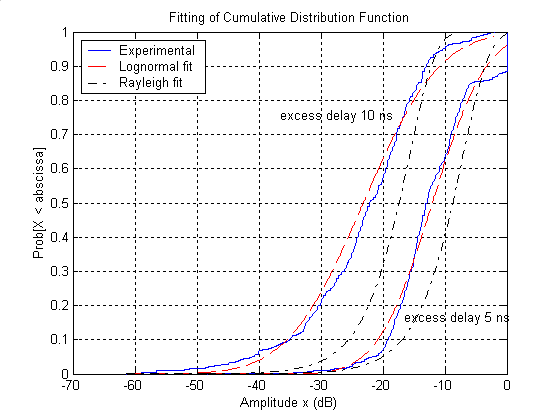 Fitting of Cumulative Distribution Function
Experimental
Lognormal fit
Rayleigh fit
excess delay 10 ns
excess delay 5 ns
Prob[X < abscissa]
1
0.9
0.8
0.7
0.6
0.5
0.4
0.3
0.2
0.1
0
-70
-60
-50
-40
-30
-20
-10
0
Amplitude x (dB)